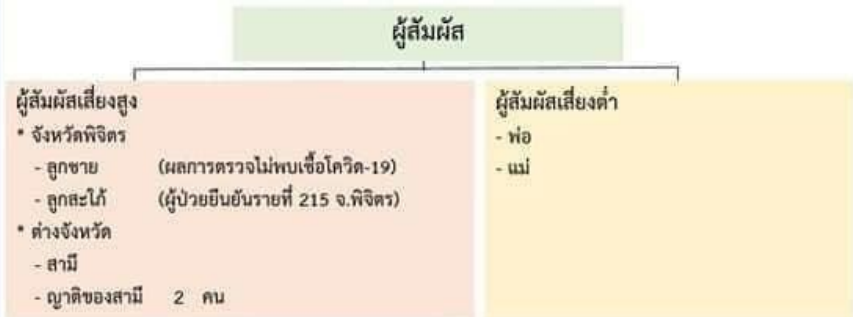 ผู้สัมผัส
ผู้สัมผัสเสี่ยงสูง
* จังหวัดพิจิตร
- ลูกชาย (ผลการตรวจไม่พบเชื้อโควิด-19)
- ลูกสะใภ้ (ผู้ป่วยยืนยันรายที่ 215 จ.พิจิตร)
* ต่างจังหวัด
- สามี
- ญาติของสามี 2 คน
ผู้สัมผัสเสี่ยงต่ำ
- พ่อ
- แม่